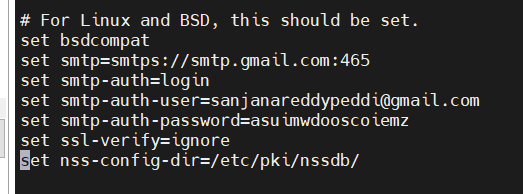 # For Linux and BSD, this should be set.
set bsdcompat
set smtp=smtps://smtp.gmail.com:465
set smtp-auth=login
set smtp-auth-user=sanjanareddypeddi@gmail.com
set smtp-auth-password=asuimwdooscoiemz
set ssl-verify=ignore
set nss-config-dir=/etc/pki/nssdb/